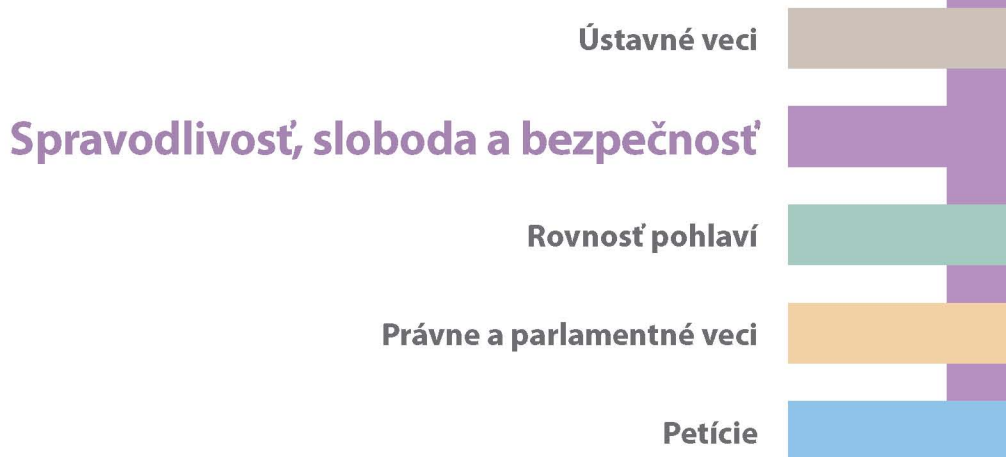 Ústavné veci
Spravodlivosť, sloboda a bezpečnosť
Rovnosť pohlaví
Právne a parlamentné veci
Petície